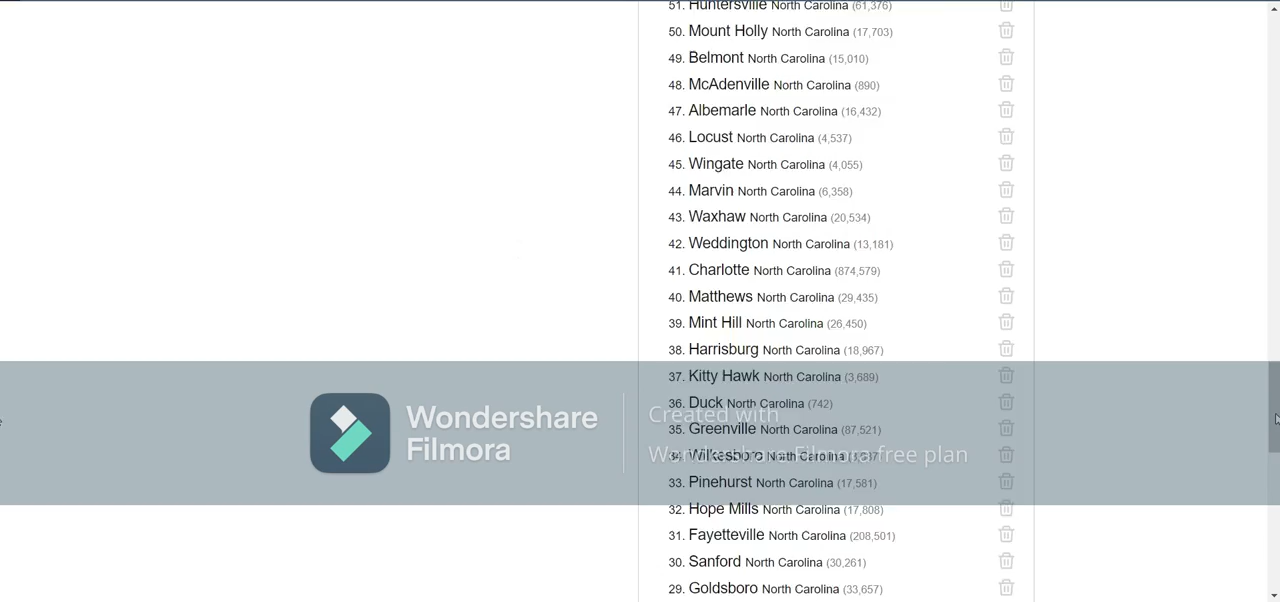 51. Huntersville North Carolina (61,376)
50. Mount Holly North Carolina (17,703)
49. Belmont North Carolina (15,010)
48. McAdenville North Carolina (890)
47. Albemarle North Carolina (16,432)
46. Locust North Carolina (4,537)
45. Wingate North Carolina (4,055)
44. Marvin North Carolina (6,358)
43. Waxhaw North Carolina (20,534)
42. Weddington North Carolina (13,181)
41. Charlotte North Carolina (874,579)
40. Matthews North Carolina (29,435)
39. Mint Hill North Carolina (26,450)
38. Harrisburg North Carolina (18,967)
37. Kitty Hawk North Carolina (3,689)
36. Duck North Carolina (742)
35. Greenville North Carolina (87,521)
34. Wilkesboro North Carolina
33. Pinehurst North Carolina (17,581)
32. Hope Mills North Carolina (17,808)
31. Fayetteville North Carolina (208,501)
30. Sanford North Carolina (30,261)
29. Goldsboro North Carolina (33,657)
Wondershare
Filmora
Created with
Wondershare Filmora free plan